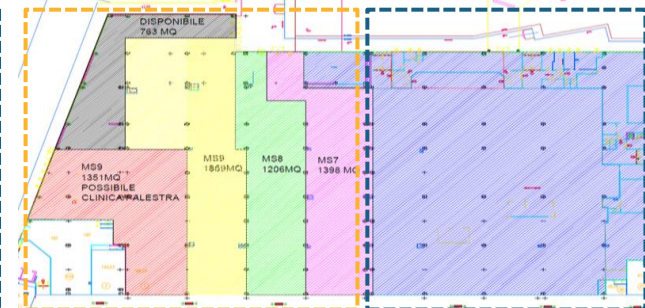 DISPONIBILE
763 MQ
MS9
1351MQ
POSSIBILE
CLINICA/PALESTRA
MS9
1869MQ
MS8
1206MQ
MS7
1398 MQ